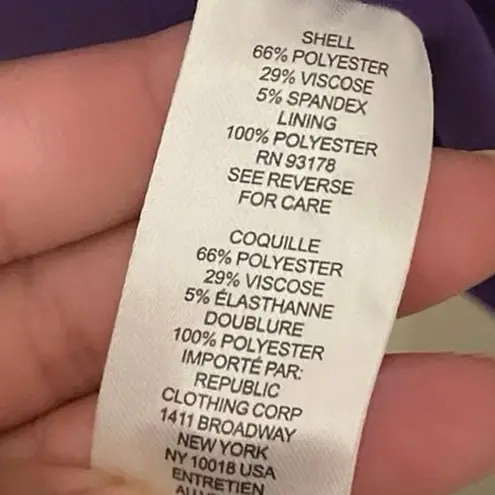 SHELL
66% POLYESTER
29% VISCOSE
5% SPANDEX
LINING
100% POLYESTER
RN 93178
SEE REVERSE
FOR CARE
COQUILLE
66% POLYESTER
29% VISCOSE
5% ÉLASTHANNE
DOUBLURE
100% POLYESTER
IMPORTÉ PAR:
REPUBLIC
CLOTHING CORP
1411 BROADWAY
NEW YORK
NY 10018 USA
ENTRETIEN